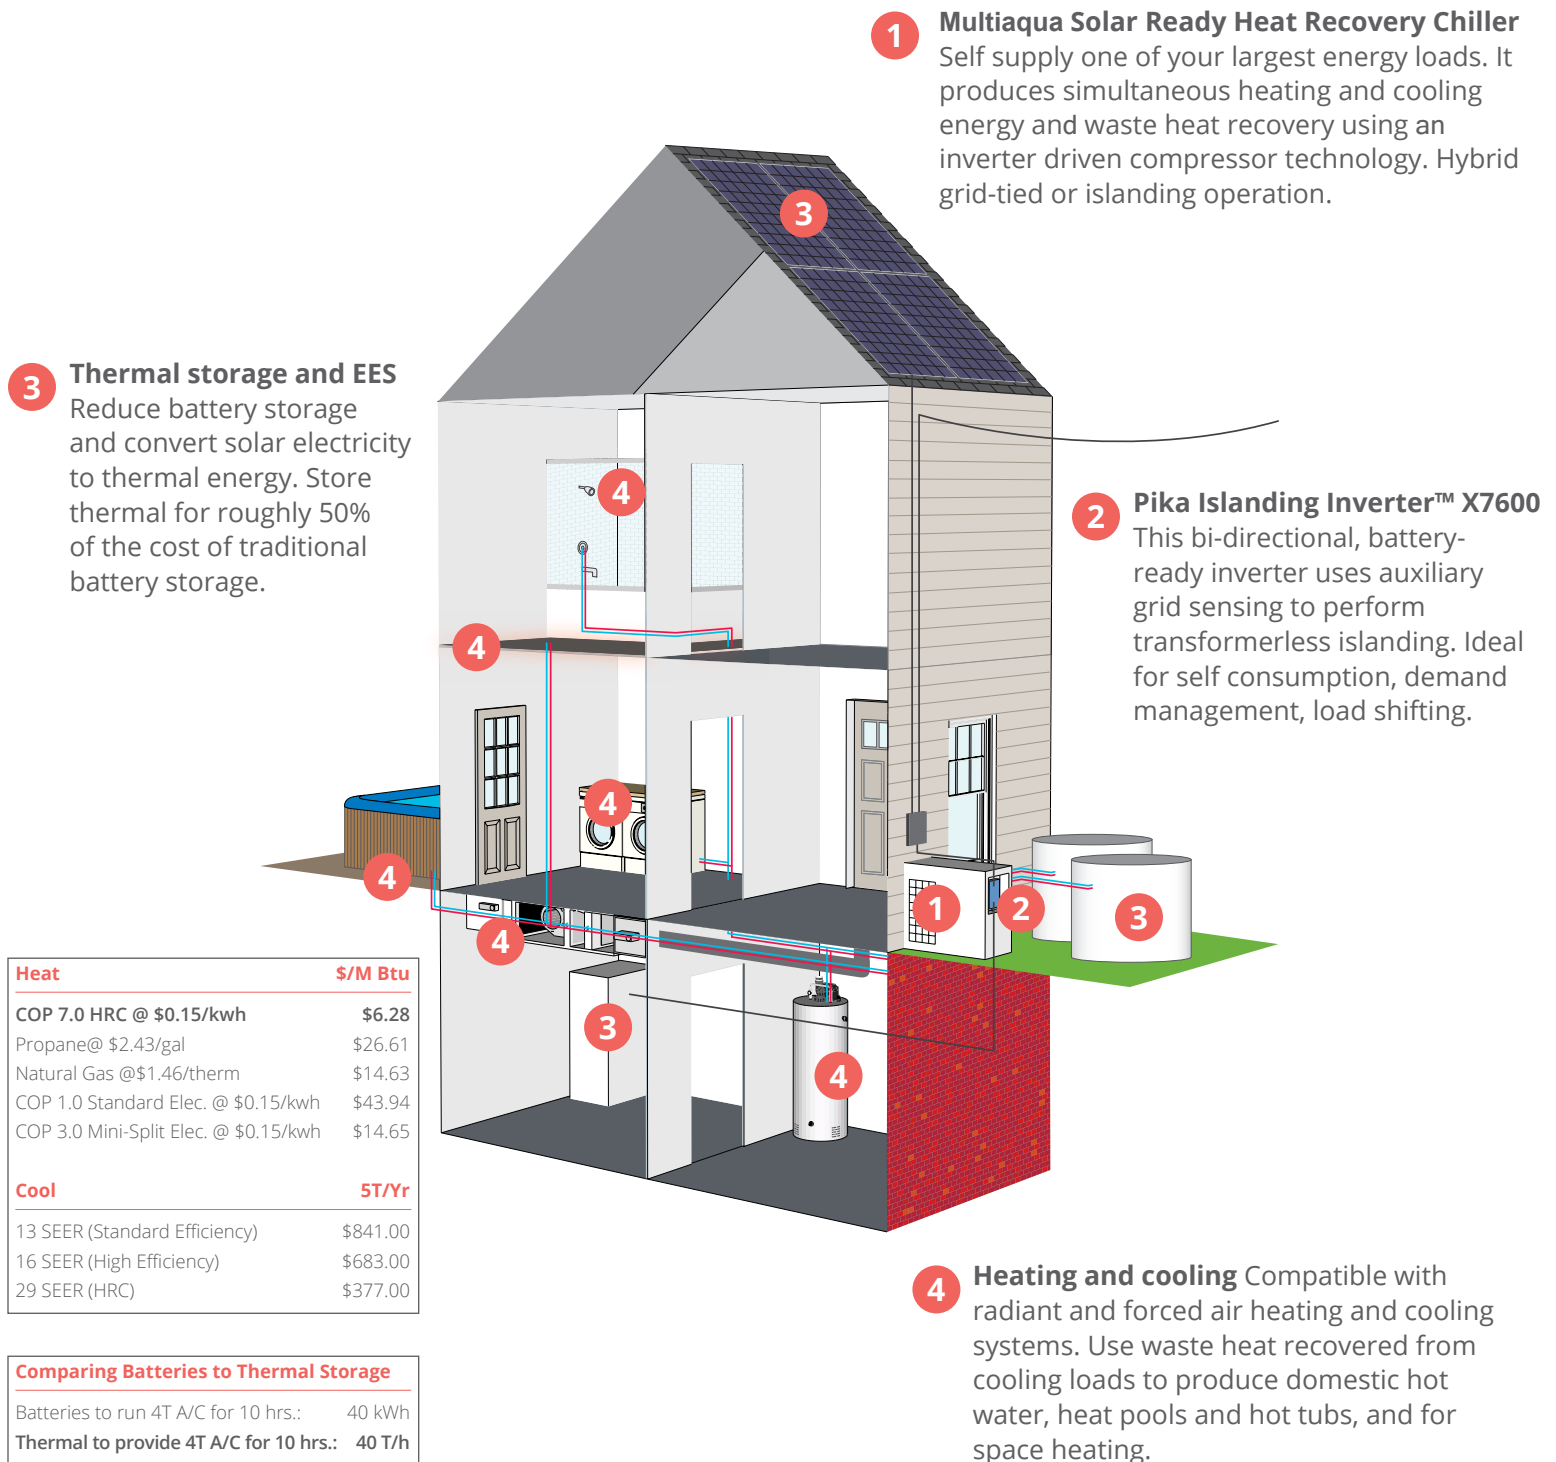 1
Multiaqua Solar Ready Heat Recovery Chiller
Self supply one of your largest energy loads. It
produces simultaneous heating and cooling
energy and waste heat recovery using an
inverter driven compressor technology. Hybrid
grid-tied or islanding operation.
3
3
Thermal storage and EES
Reduce battery storage
and convert solar electricity
to thermal energy. Store
thermal for roughly 50%
of the cost of traditional
battery storage.
4
2
Pika Islanding Inverter™ X7600
This bi-directional, battery-
ready inverter uses auxiliary
grid sensing to perform
transformerless islanding. Ideal
for self consumption, demand
management, load shifting.
4
4
4
1
2
3
4
3
4
Heat $/M Btu
COP 7.0 HRC @ $0.15/kwh $6.28
Propane@ $2.43/gal $26.61
Natural Gas @$1.46/therm $14.63
COP 1.0 Standard Elec. @ $0.15/kwh $43.94
COP 3.0 Mini-Split Elec. @ $0.15/kwh $14.65
Cool 5T/Yr
13 SEER (Standard Efficiency) $841.00
16 SEER (High Efficiency) $683.00
29 SEER (HRC) $377.00
Comparing Batteries to Thermal Storage
Batteries to run 4T A/C for 10 hrs.: 40 kWh
Thermal to provide 4T A/C for 10 hrs.: 40 T/h
4
Heating and cooling Compatible with
radiant and forced air heating and cooling
systems. Use waste heat recovered from
cooling loads to produce domestic hot
water, heat pools and hot tubs, and for
space heating.